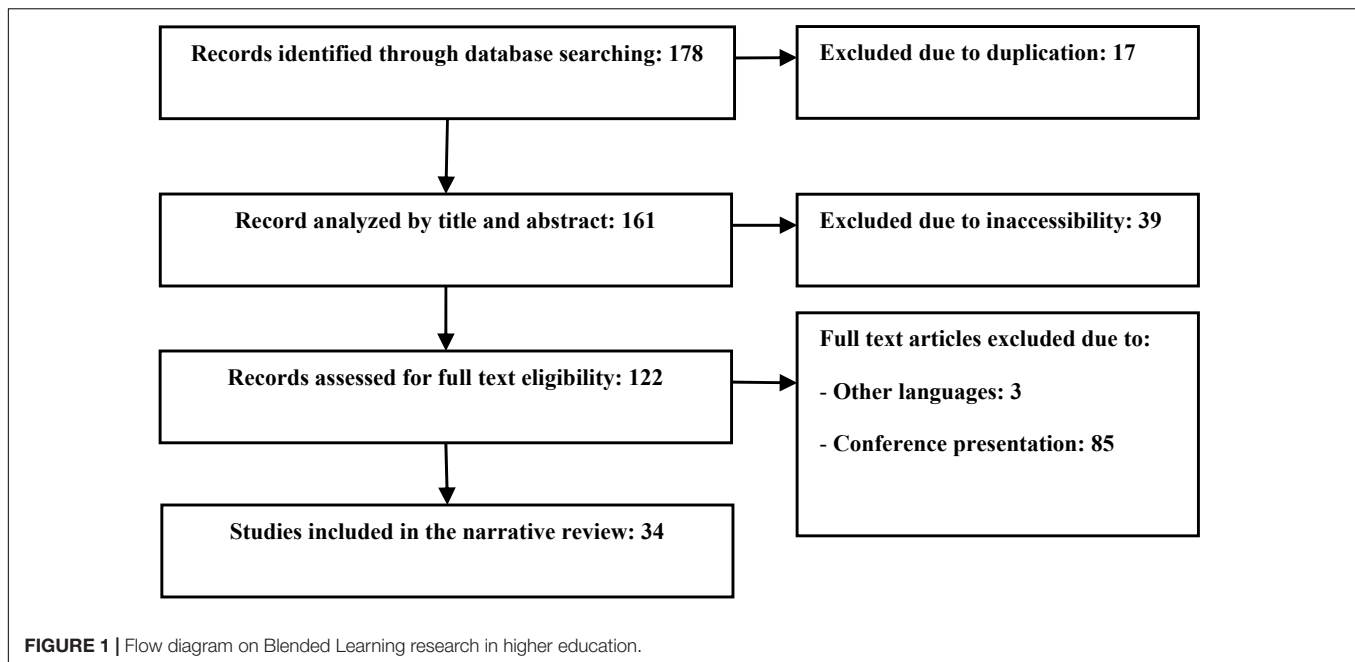 Records identified through database searching: 178
Excluded due to duplication: 17
Record analyzed by title and abstract: 161
Excluded due to inaccessibility: 39
Records assessed for full text eligibility: 122
Full text articles excluded due to:
- Other languages: 3
- Conference presentation: 85
Studies included in the narrative review: 34
FIGURE 1 | Flow diagram on Blended Learning research in higher education.